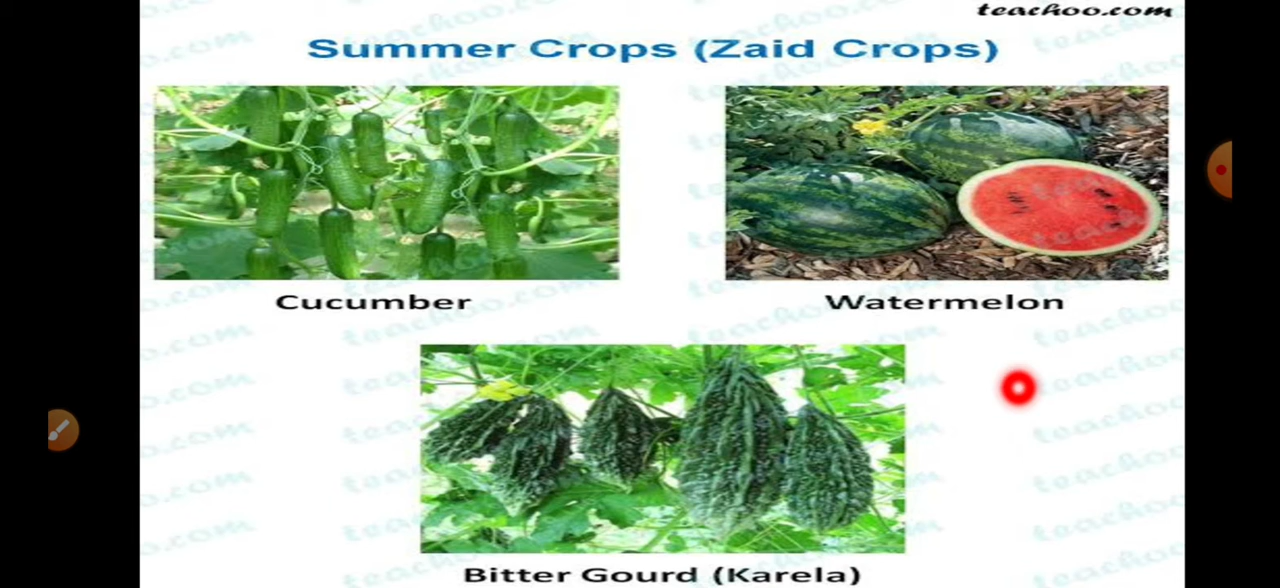 teachoo.com
Summer Crops (Zaid Crops)
Cucumber
Watermelon
Bitter Gourd (Karela)